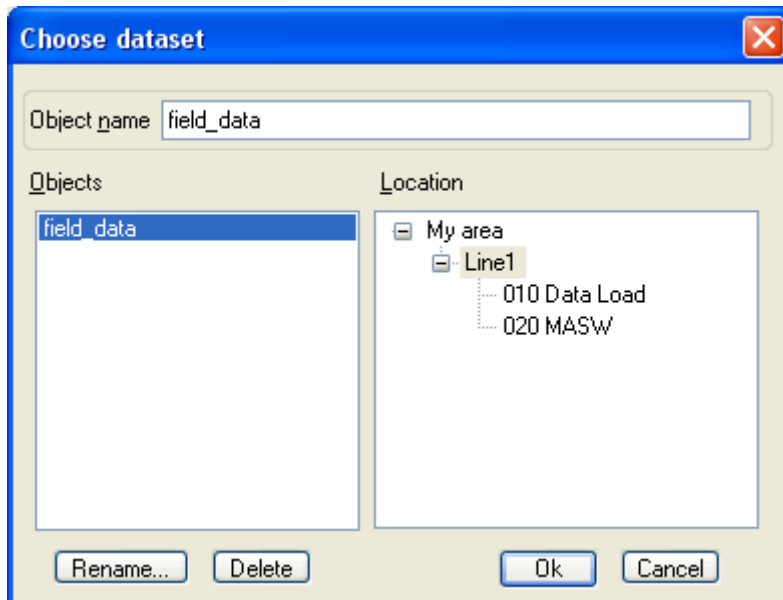 Choose dataset
Object name field_data
Objects
Location
field_data
My area
Line1
010 Data Load
020 MASW
Rename...
Delete
Ok
Cancel